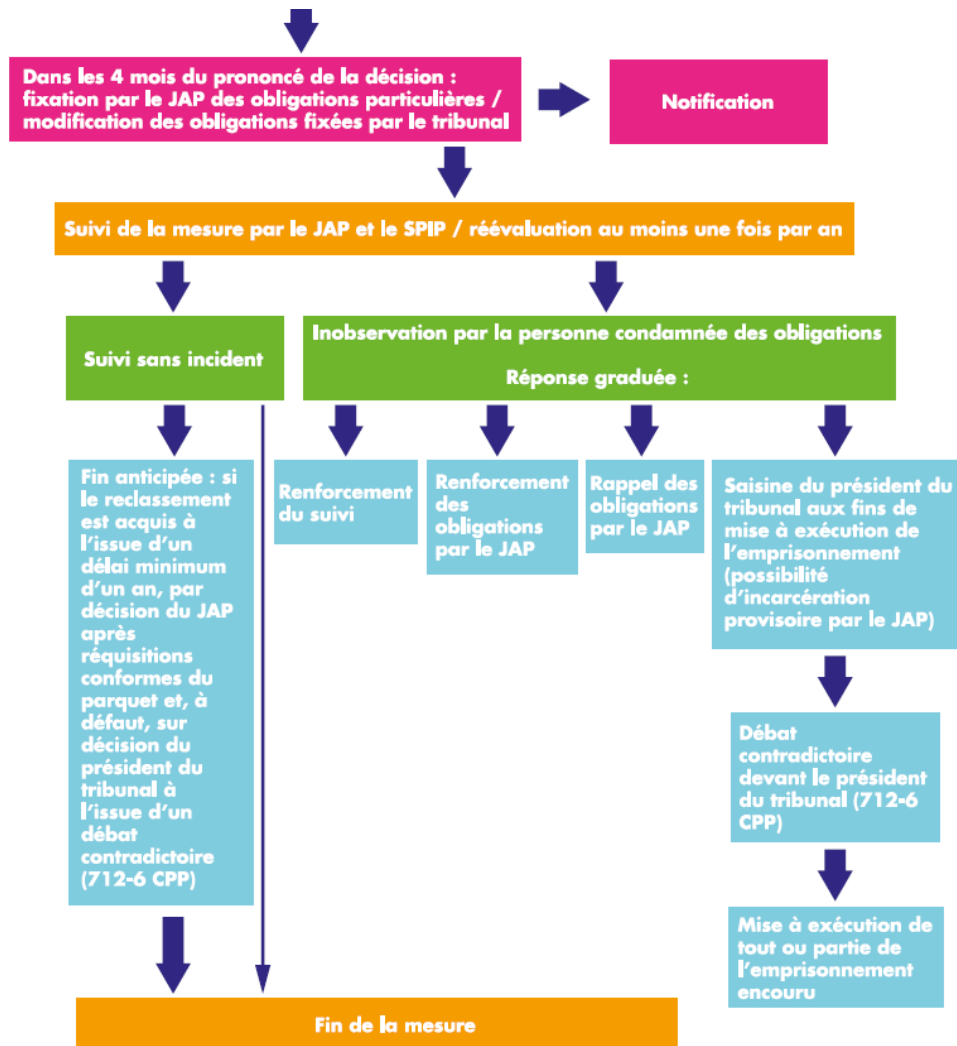 Dans les 4 mois du prononcé de la décision :
fixation par le JAP des obligations particulières /
modification des obligations fixées par le tribunal
Notification
Suivi de la mesure par le JAP et le SPIP / réévaluation au moins une fois par an
Suivi sans incident
Inobservation par la personne condamnée des obligations
Réponse graduée :
Fin anticipée : si
le reclassement
est acquis à
l'issue d'un
délai minimum
d'un an, par
décision du JAP
après
réquisitions
conformes du
parquet et, à
défaut, sur
décision du
président du
tribunal à
l'issue d'un
débat
contradictoire
(712-6 CPP)
Renforcement
du suivi
Renforcement
des
obligations
par le JAP
Rappel des
obligations
par le JAP
Saisine du président du
tribunal aux fins de
mise à exécution de
l'emprisonnement
(possibilité
d'incarcération
provisoire par le JAP)
Débat
contradictoire
devant le président
du tribunal (712-6
CPP)
Mise à exécution de
tout ou partie de
l'emprisonnement
encouru
Fin de la mesure